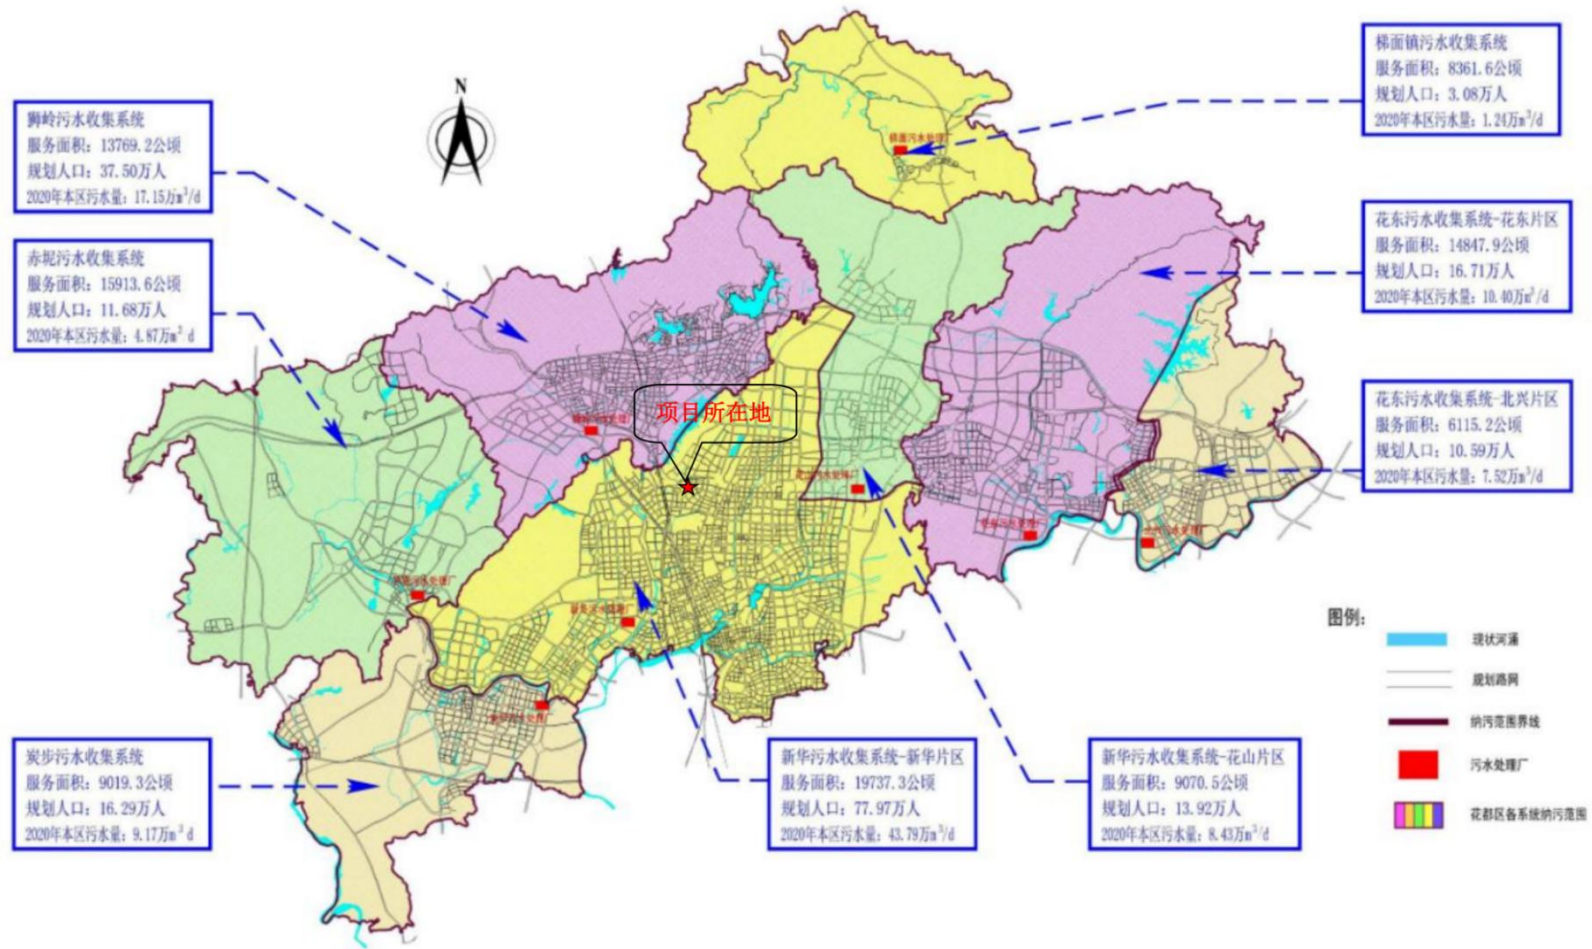 梯面镇污水收集系统
服务面积：8361.6公顷
规划人口：3.08万人
2020年本区污水量：1.24万m³/d
N
狮岭污水收集系统
服务面积：13769.2公顷
规划人口：37.50万人
2020年本区污水量：17.15万m³/d
梯面污水处理厂
花东污水收集系统-花东片区
服务面积：14847.9公顷
规划人口：16.71万人
2020年本区污水量：10.40万m³/d
赤坭污水收集系统
服务面积：15913.6公顷
规划人口：11.68万人
2020年本区污水量：4.87万m³ d
花东污水收集系统-北兴片区
服务面积：6115.2公顷
规划人口：10.59万人
2020年本区污水量：7.52万m³/d
项目所在地
图例：
现状河涌
规划路网
纳污范围界线
污水处理厂
花都区各系统纳污范围
炭步污水收集系统
服务面积：9019.3公顷
规划人口：16.29万人
2020年本区污水量：9.17万m³ d
新华污水收集系统-新华片区
服务面积：19737.3公顷
规划人口：77.97万人
2020年本区污水量：43.79万m³/d
新华污水收集系统-花山片区
服务面积：9070.5公顷
规划人口：13.92万人
2020年本区污水量：8.43万m³/d